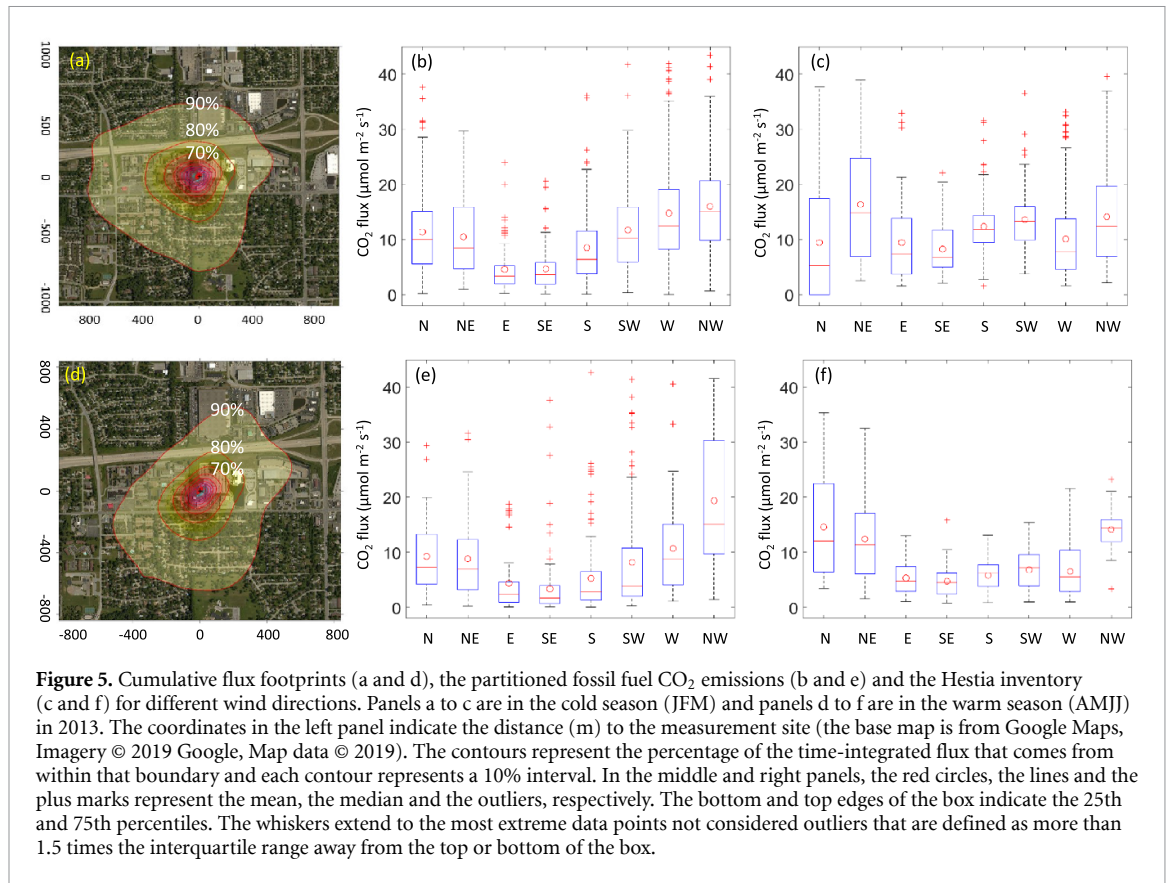 (a)
1000
500
0
-500
-1000
90%
80%
70%
800
400
0
400
800
(b)
CO2 flux (µmol m−2 s−1)
40
30
20
10
0
N NE E SE S SW W NW
(c)
CO2 flux (µmol m−2 s−1)
40
30
20
10
0
N NE E SE S SW W NW
(d)
800
400
0
-400
-800
90%
80%
70%
-800
-400
0
400
800
(e)
CO2 flux (µmol m−2 s−1)
40
30
20
10
0
N NE E SE S SW W NW
(f)
CO2 flux (µmol m−2 s−1)
40
30
20
10
0
N NE E SE S SW W NW
Figure 5. Cumulative flux footprints (a and d), the partitioned fossil fuel CO2 emissions (b and e) and the Hestia inventory
(c and f) for different wind directions. Panels a to c are in the cold season (JFM) and panels d to f are in the warm season (AMJJ)
in 2013. The coordinates in the left panel indicate the distance (m) to the measurement site (the base map is from Google Maps,
Imagery © 2019 Google, Map data © 2019). The contours represent the percentage of the time-integrated flux that comes from
within that boundary and each contour represents a 10% interval. In the middle and right panels, the red circles, the lines and the
plus marks represent the mean, the median and the outliers, respectively. The bottom and top edges of the box indicate the 25th
and 75th percentiles. The whiskers extend to the most extreme data points not considered outliers that are defined as more than
1.5 times the interquartile range away from the top or bottom of the box.